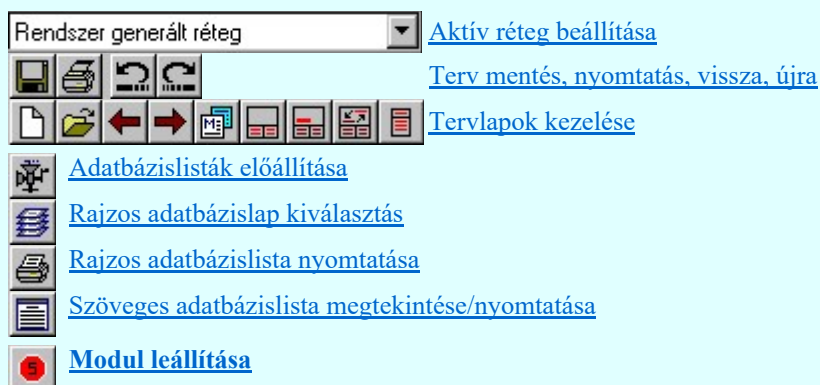 Rendszer generált réteg Aktív réteg beállítása
Terv mentés, nyomtatás, vissza, újra
Tervlapok kezelése
Adatbázislisták előállítása
Rajzos adatbázislap kiválasztás
Rajzos adatbázislista nyomtatása
Szöveges adatbázislista megtekintése/nyomtatása
Modul leállítása